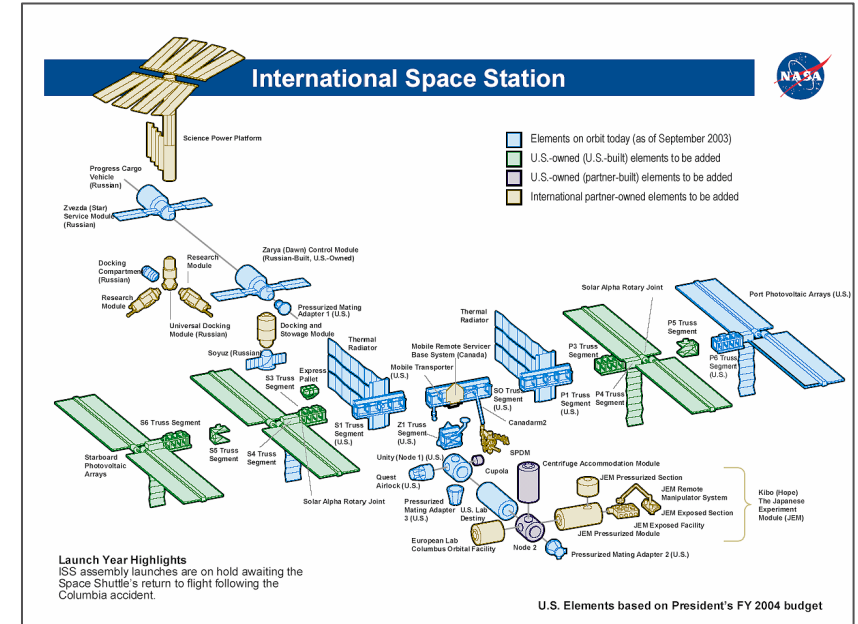 International Space Station
NASA
Science Power Platform
Elements on orbit today (as of September 2003)
U.S.-owned (U.S.-built) elements to be added
U.S.-owned (partner-built) elements to be added
International partner-owned elements to be added
Progress Cargo
Vehicle
(Russian)
Zvezda (Star)
Service Module
(Russian)
Zarya (Dawn) Control Module
(Russian-Built, U.S.-Owned)
Docking
Compartment
(Russian)
Research
Module
Research
Module
Universal Docking
Module (Russian)
Pressurized Mating
Adapter 1 (U.S.)
Docking and
Stowage Module
Soyuz (Russian)
Thermal
Radiator
Mobile Remote Servicer
Base System (Canada)
Mobile Transporter
(U.S.)
Thermal
Radiator
Solar Alpha Rotary Joint
Port Photovoltaic Arrays (U.S.)
P5 Truss
Segment
P3 Truss
Segment
P6 Truss
Segment
(U.S.)
P4 Truss
Segment
P1 Truss
Segment
(U.S.)
SO Truss
Segment
(U.S.)
S3 Truss
Segment
Express
Pallet
S1 Truss
Segment
(U.S.)
Z1 Truss
Segment
(U.S.)
Canadarm2
SPDM
S6 Truss Segment
S5 Truss
Segment
S4 Truss
Segment
Starboard
Photovoltaic
Arrays
Solar Alpha Rotary Joint
Unity (Node 1) (U.S.)
Cupola
Quest
Airlock (U.S.)
Pressurized
Mating Adapter
3 (U.S.)
U.S. Lab
Destiny
Centrifuge Accommodation Module
JEM Pressurized Section
JEM Remote
Manipulator System
JEM Exposed Section
JEM Exposed Facility
JEM Pressurized Module
Kibo (Hope)
The Japanese
Experiment
Module (JEM)
European Lab
Columbus Orbital Facility
Node 2
Pressurized Mating Adapter 2 (U.S.)
Launch Year Highlights
ISS assembly launches are on hold awaiting the
Space Shuttle's return to flight following the
Columbia accident.
U.S. Elements based on President's FY 2004 budget